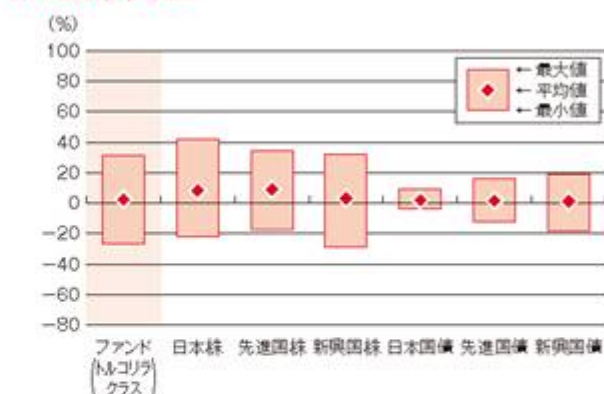 (%)
100
80
60
40
20
0
−20
−40
−60
−80
←最大値
←平均値
←最小値
ファンド
(トルコリラ
クラス
日本株
先進国株
新興国株
日本国債
先進国債
新興国債